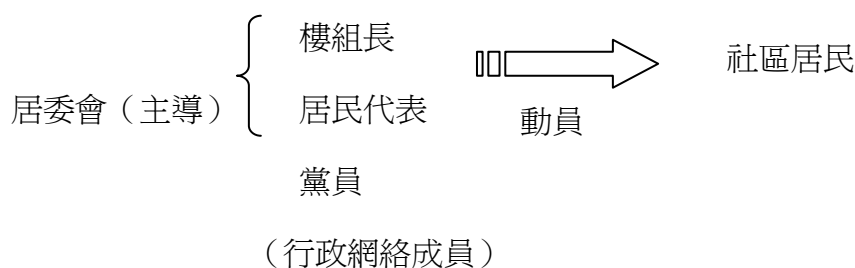 樓組長
社區居民
居委會（主導）
居民代表
動員
黨員
（行政網絡成員）